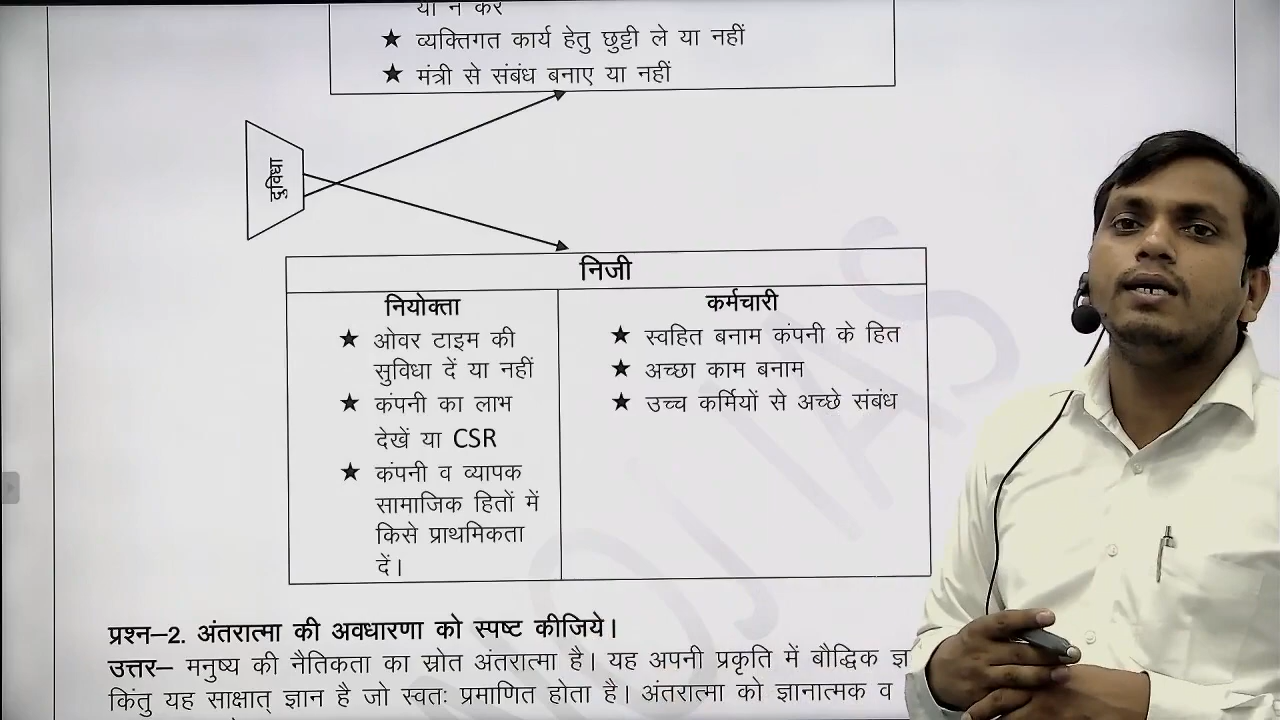 या न करें
★ व्यक्तिगत कार्य हेतु छुट्टी ले या नहीं
★ मंत्री से संबंध बनाए या नहीं
दुविधा
निजी
नियोक्ता
★ ओवर टाइम की
सुविधा दें या नहीं
★ कंपनी का लाभ
देखें या CSR
★ कंपनी व व्यापक
सामाजिक हितों में
किसे प्राथमिकता
दें।
कर्मचारी
★ स्वहित बनाम कंपनी के हित
★ अच्छा काम बनाम
★ उच्च कर्मियों से अच्छे संबंध
प्रश्न–2. अंतरात्मा की अवधारणा को स्पष्ट कीजिये।
उत्तर– मनुष्य की नैतिकता का स्रोत अंतरात्मा है। यह अपनी प्रकृति में बौद्धिक
किंतु यह साक्षात् ज्ञान है जो स्वतः प्रमाणित होता है। अंतरात्मा को ज्ञानात्मक व
IAS